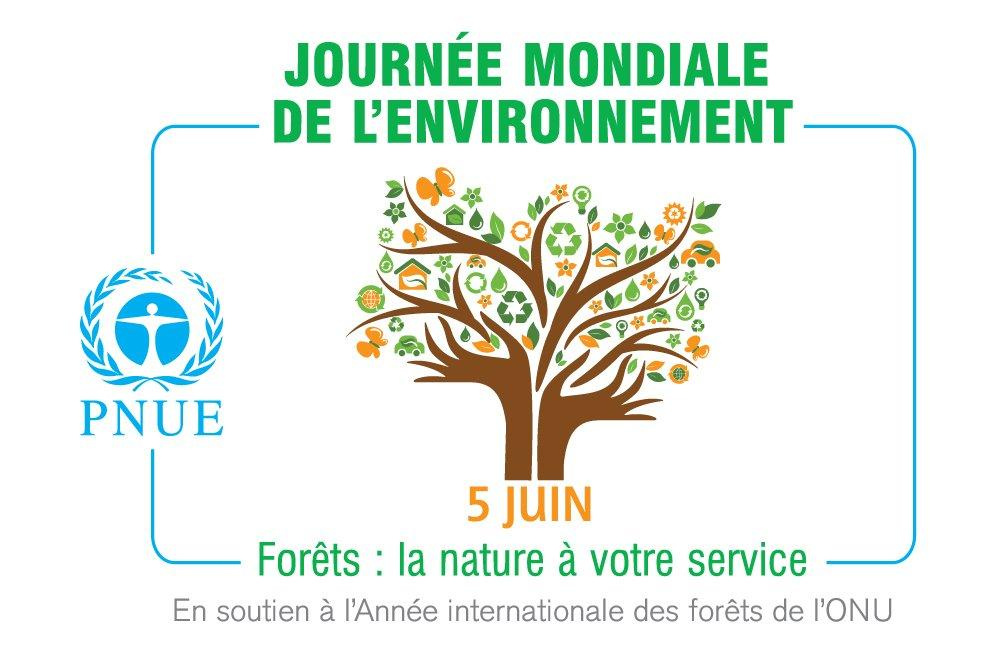 JOURNÉE MONDIALE
DE L’ENVIRONNEMENT
PNUE
5 JUIN
Forêts : la nature à votre service
En soutien à l’Année internationale des forêts de l’ONU